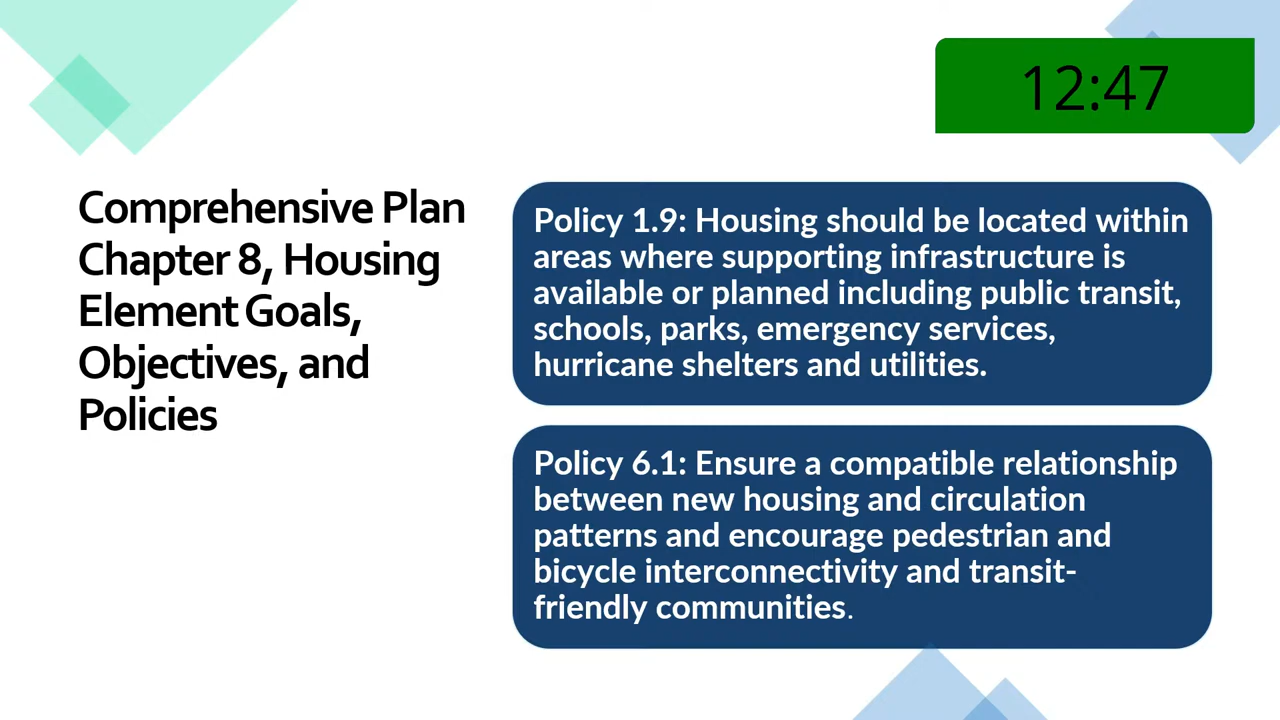 12:47
Comprehensive Plan
Chapter 8, Housing
Element Goals,
Objectives, and
Policies
Policy 1.9: Housing should be located within
areas where supporting infrastructure is
available or planned including public transit,
schools, parks, emergency services,
hurricane shelters and utilities.
Policy 6.1: Ensure a compatible relationship
between new housing and circulation
patterns and encourage pedestrian and
bicycle interconnectivity and transit-
friendly communities.